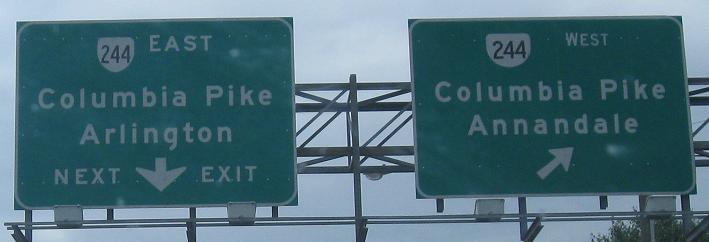 244 EAST
Columbia Pike
Arlington
NEXT EXIT
244 WEST
Columbia Pike
Annandale